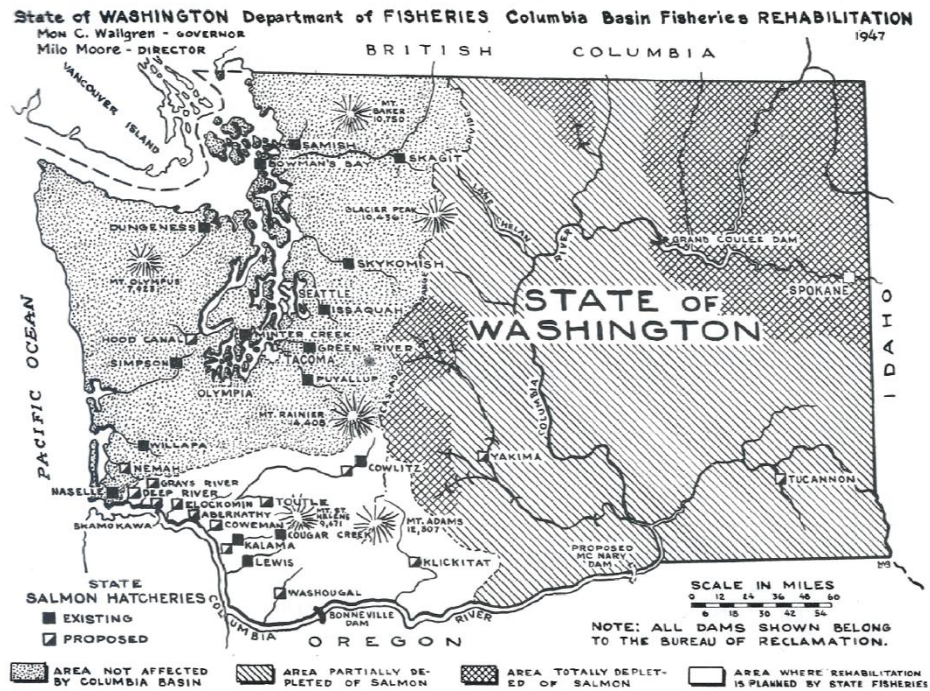 State of WASHINGTON Department of FISHERIES Columbia Basin Fisheries REHABILITATION
Mon C. Wallgren - GOVERNOR
1947
Milo Moore - DIRECTOR
BRITISH COLUMBIA
VANCOUVER ISLAND
MT. BAKER 10,750
SAMISH
BOWMAN'S BAY
SKAGIT
CASCADE
LAKE CHELAN
GLACIER PEAK 10,436
DUNGENESS
RIVER
GRAND COULEE DAM
MT. OLYMPUS
SKYKOMISH
SPOKANE
SEATTLE
STATE OF
WASHINGTON
ISSAQUAH
PACIFIC OCEAN
IDAHO
HOOD CANAL
MINTER CREEK
GREEN RIVER
SIMPSON
TACOMA
PUYALLUP
OLYMPIA
CASCADE
COLUMBIA
MT. RAINIER
14,408
WILLAPA
NEMAH
COWLITZ
YAKIMA
GRAYS RIVER
TUCANNON
NASELLE
DEEP RIVER
ELOCKOMIN
TOUTLE
SKAMOKAWA
ABERNATHY
MT. ST. HELENS 9,671
COWEMAN
MT. ADAMS
12,307
COUGAR CREEK
KALAMA
LEWIS
KLICKITAT
PROPOSED
MC NARY
DAM
WASHOUGAL
BONNEVILLE
DAM
COLUMBIA
RIVER
OREGON
STATE
SALMON HATCHERIES
EXISTING
PROPOSED
SCALE IN MILES
0 12 24 36 48 60
6 18 30 42 54
NOTE: ALL DAMS SHOWN BELONG
TO THE BUREAU OF RECLAMATION.
AREA NOT AFFECTED
BY COLUMBIA BASIN
AREA PARTIALLY DE-
PLETED OF SALMON
AREA TOTALLY DEPLET-
ED OF SALMON
AREA WHERE REHABILITATION
IS PLANNED BY STATE FISHERIES